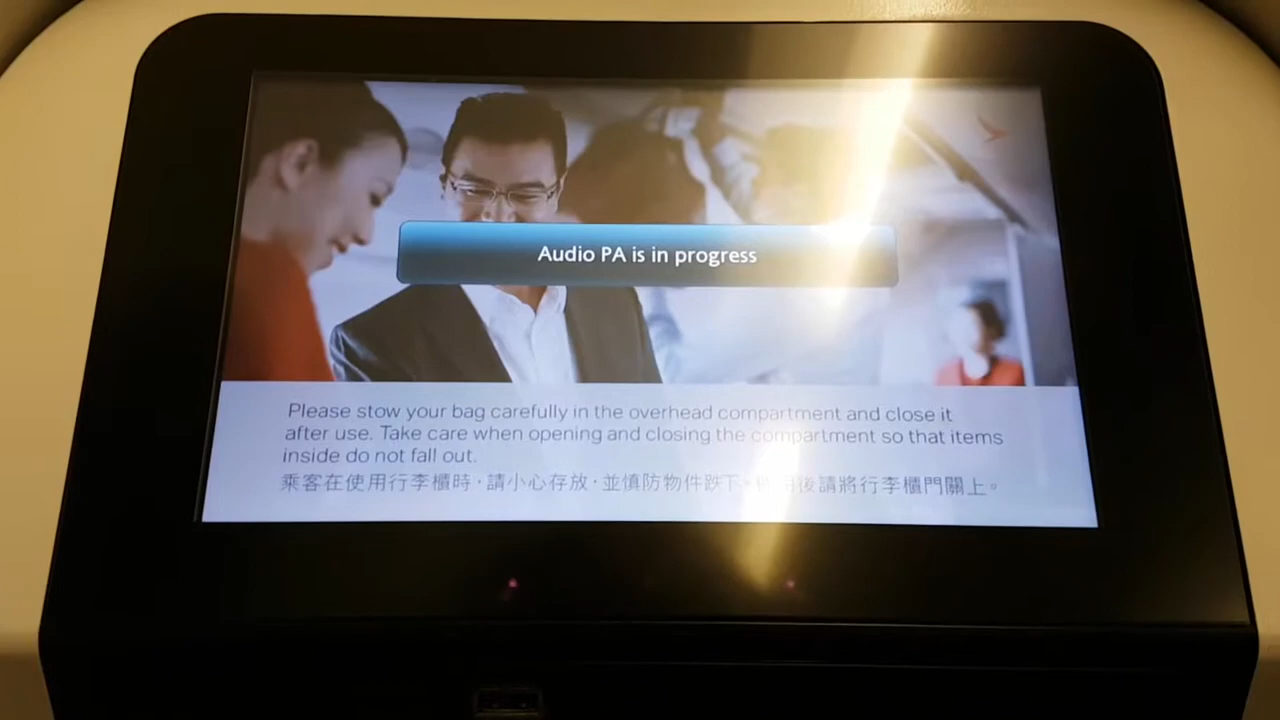 Audio PA is in progress
Please stow your bag carefully in the overhead compartment and close it
after use. Take care when opening and closing the compartment so that items
inside do not fall out.
乘客在使用行李櫃時，請小心存放，並慎防物件跌下。後請將行李櫃門關上。